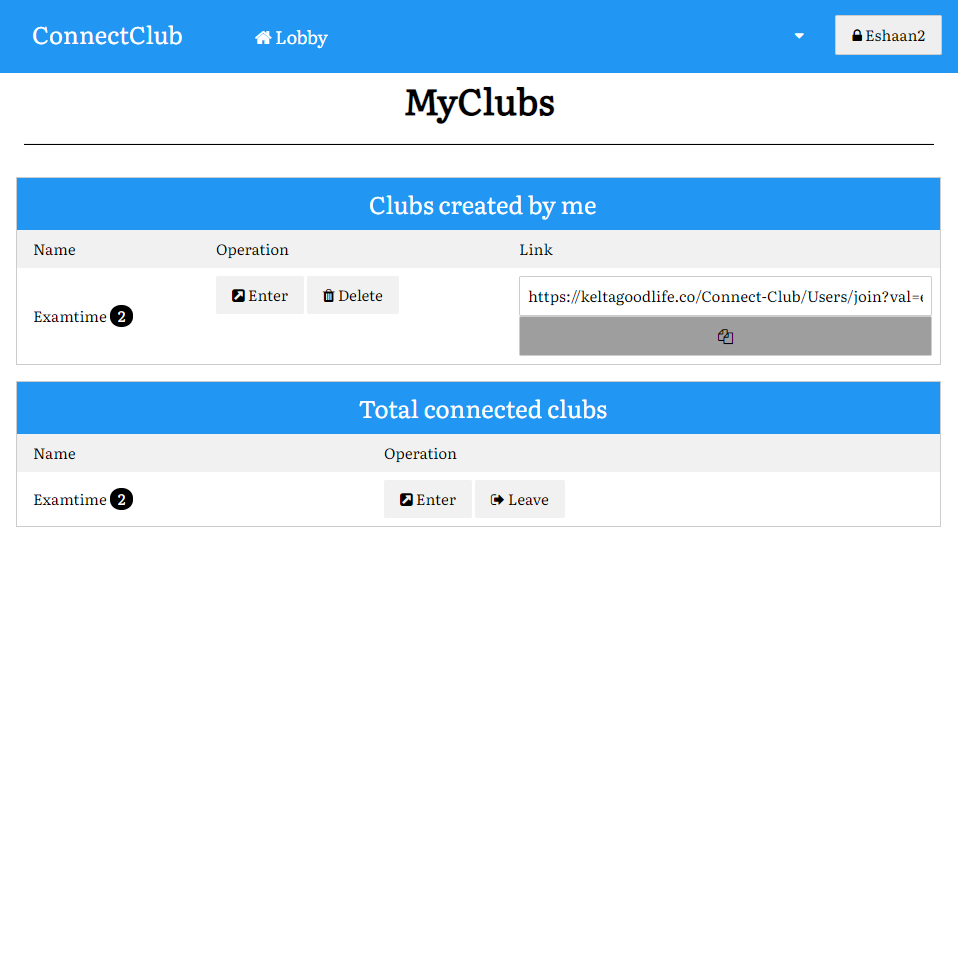 ConnectClub Lobby Eshaan2
MyClubs
Clubs created by me
Name Operation Link
Examtime 2 Enter Delete https://keltagoodlife.co/Connect-Club/Users/join?val=
Total connected clubs
Name Operation
Examtime 2 Enter Leave